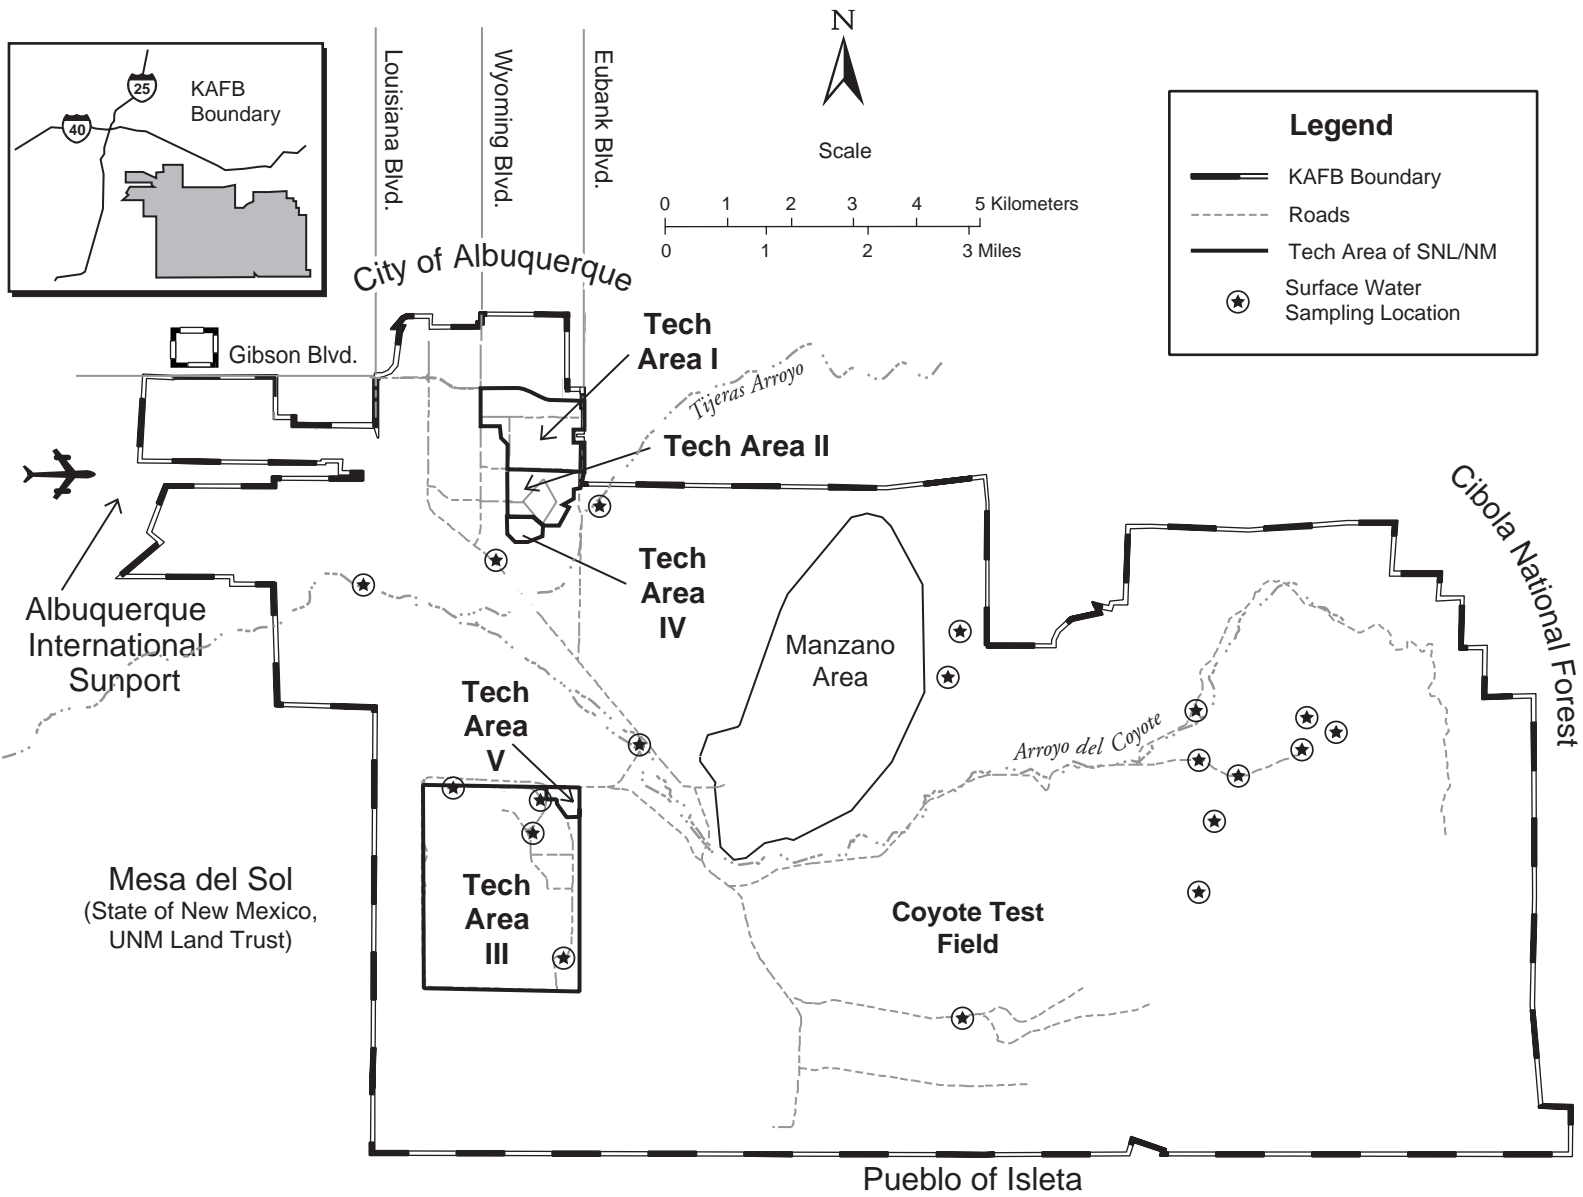 N
Scale
0 1 2 3 4 5 Kilometers
0 1 2 3 Miles
25
40
KAFB
Boundary
Louisiana Blvd.
Wyoming Blvd.
Eubank Blvd.
Legend
KAFB Boundary
Roads
Tech Area of SNL/NM
Surface Water
Sampling Location
City of Albuquerque
Gibson Blvd.
Tech
Area I
Tijeras Arroyo
Tech Area II
Tech
Area
IV
Albuquerque
International
Sunport
Manzano
Area
Cibola National Forest
Tech
Area
V
Arroyo del Coyote
Mesa del Sol
(State of New Mexico,
UNM Land Trust)
Tech
Area
III
Coyote Test
Field
Pueblo of Isleta